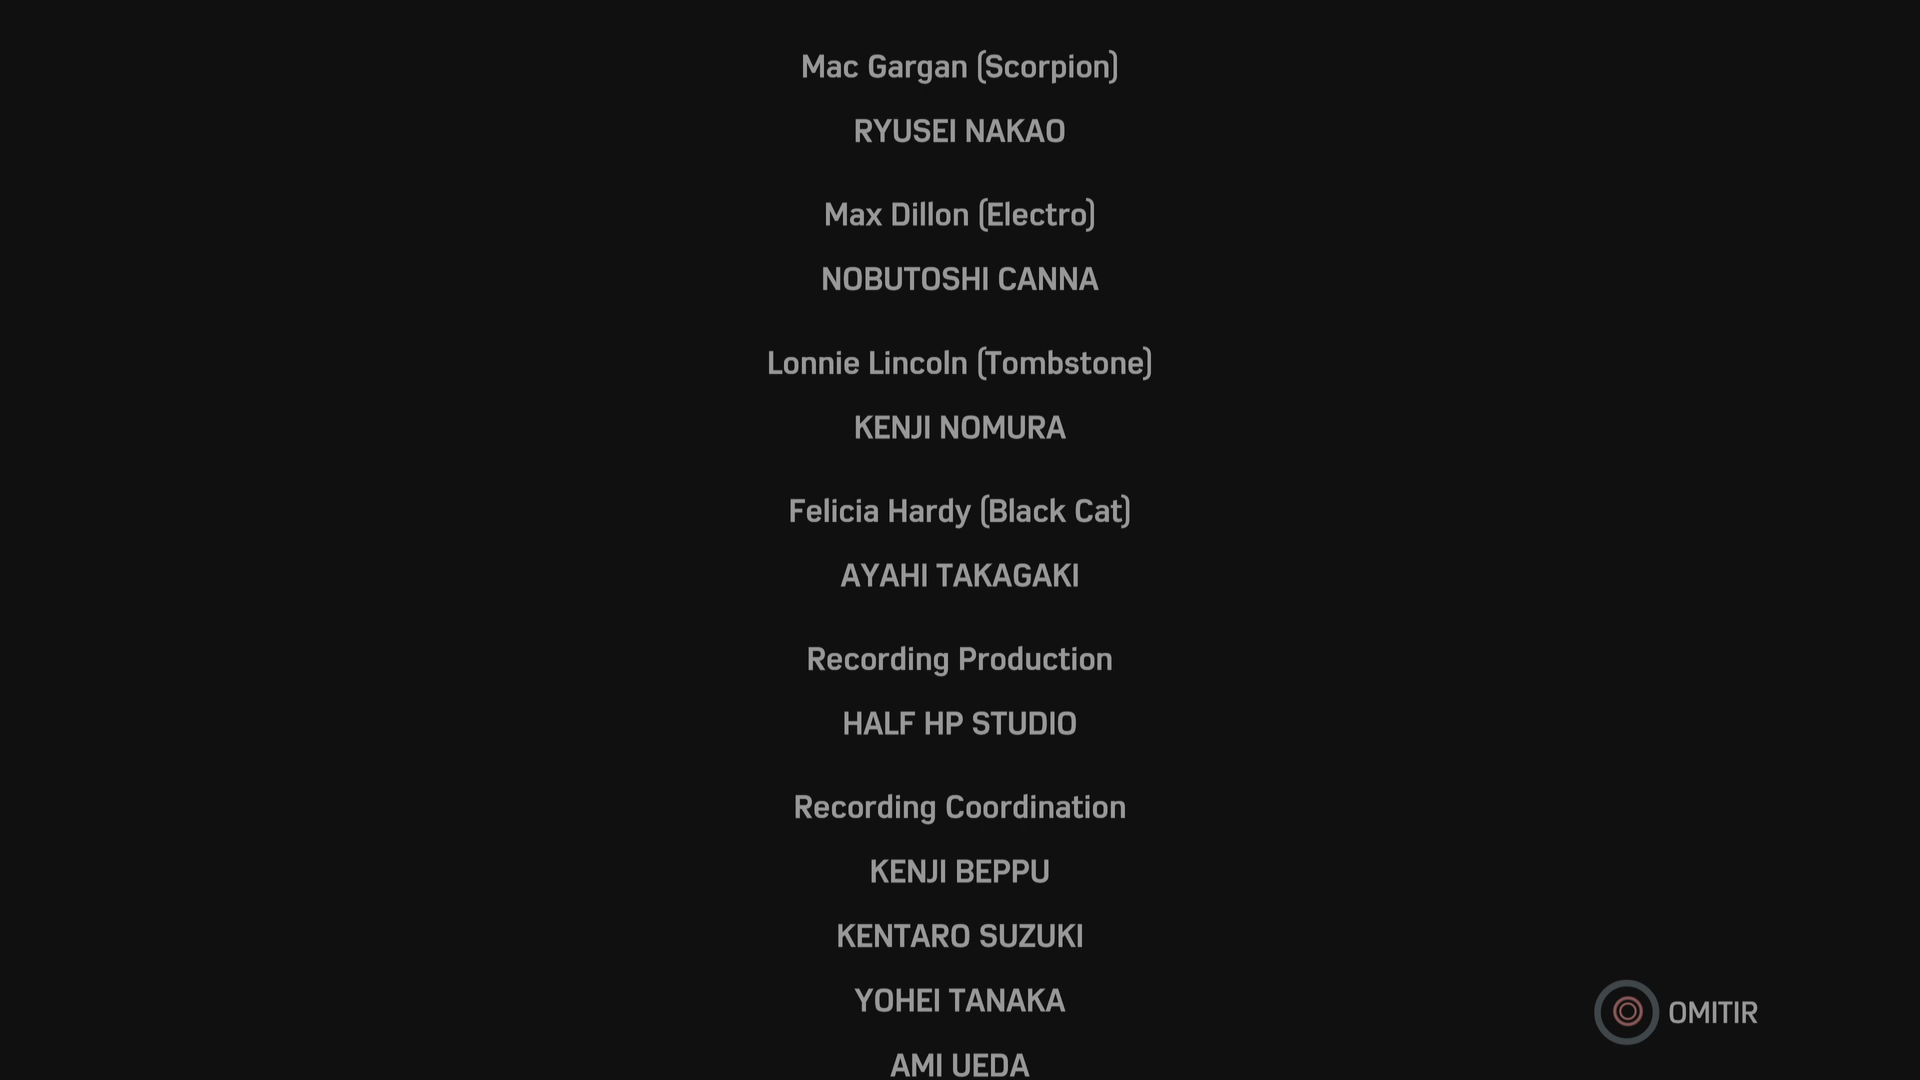 Mac Gargan (Scorpion)
RYUSEI NAKAO
Max Dillon (Electro)
NOBUTOSHI CANNA
Lonnie Lincoln (Tombstone)
KENJI NOMURA
Felicia Hardy (Black Cat)
AYAHI TAKAGAKI
Recording Production
HALF HP STUDIO
Recording Coordination
KENJI BEPPU
KENTARO SUZUKI
YOHEI TANAKA
AMI UEDA
OMITIR